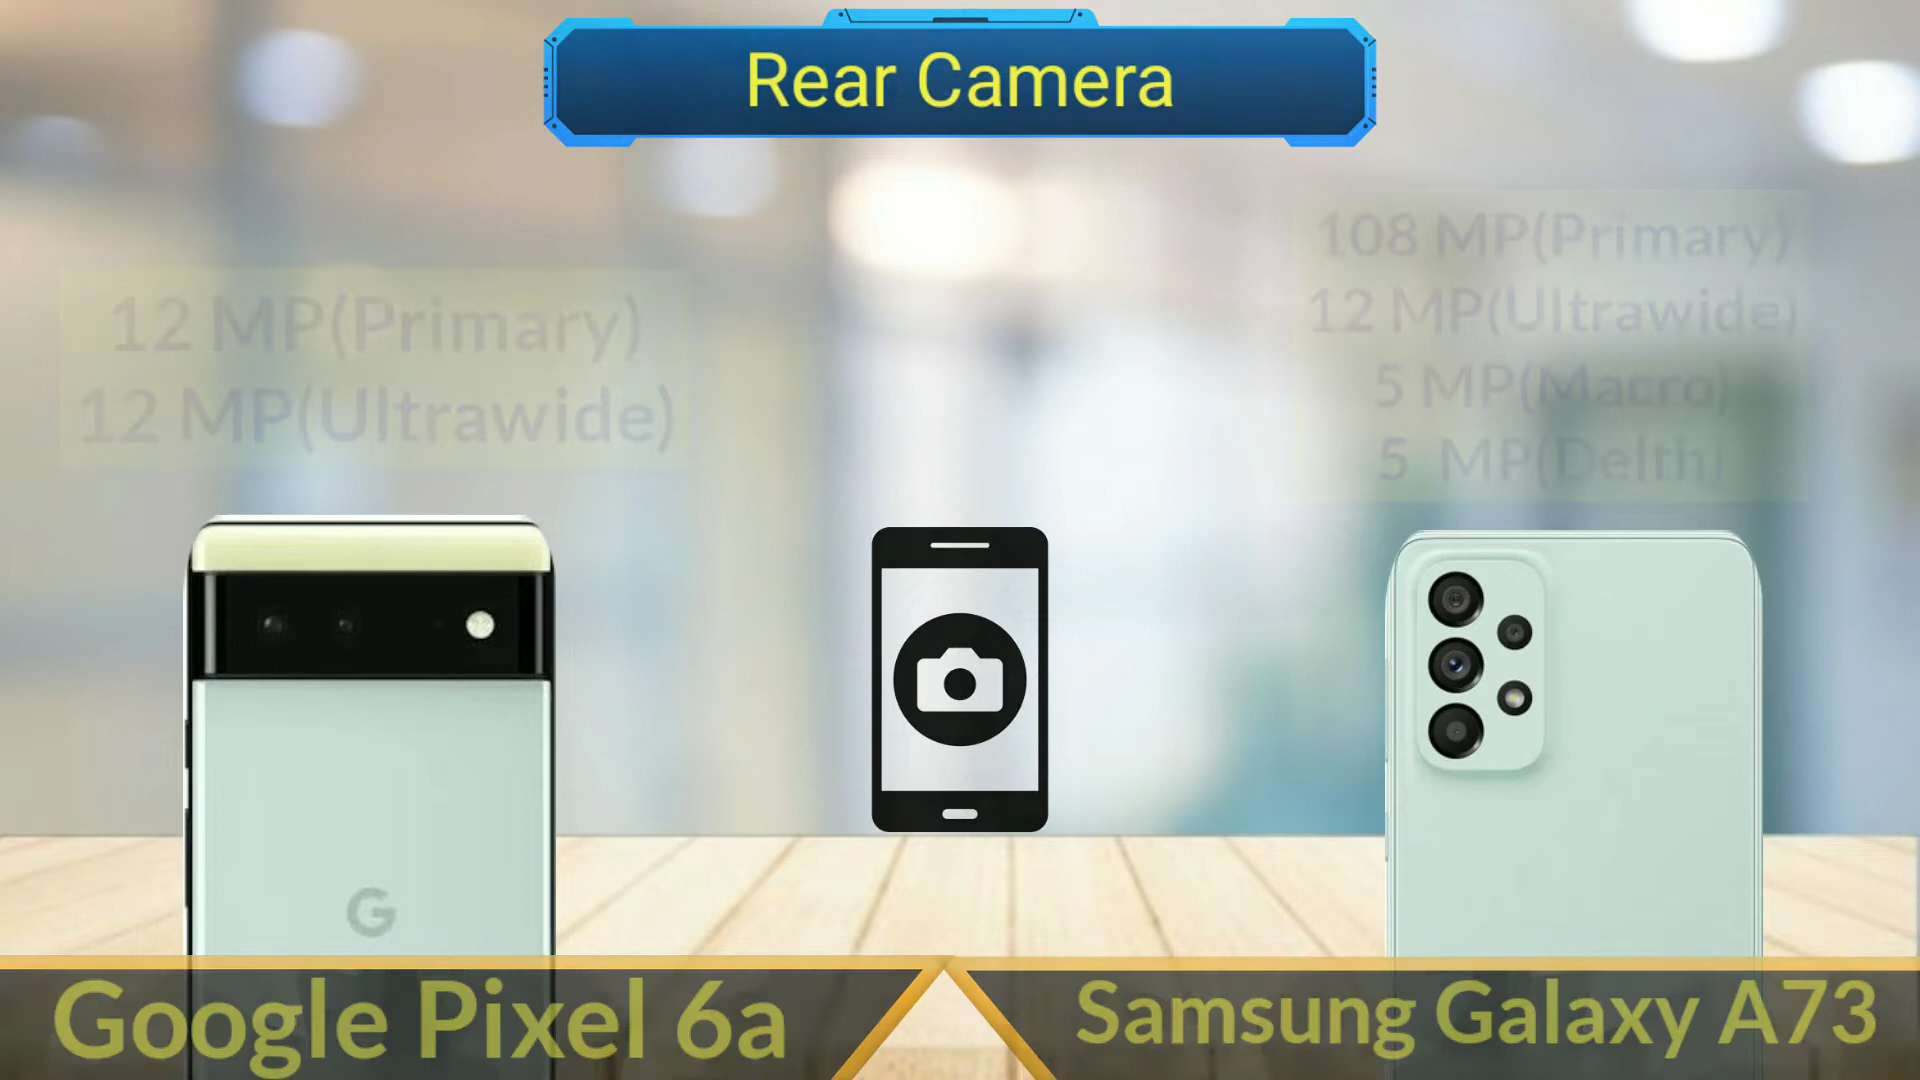 Rear Camera
12 MP(Primary)
12 MP(Ultrawide)
108 MP(Primary)
12 MP(Ultrawide)
5 MP(Macro)
5 MP(Delth)
G
Google Pixel 6a
Samsung Galaxy A73